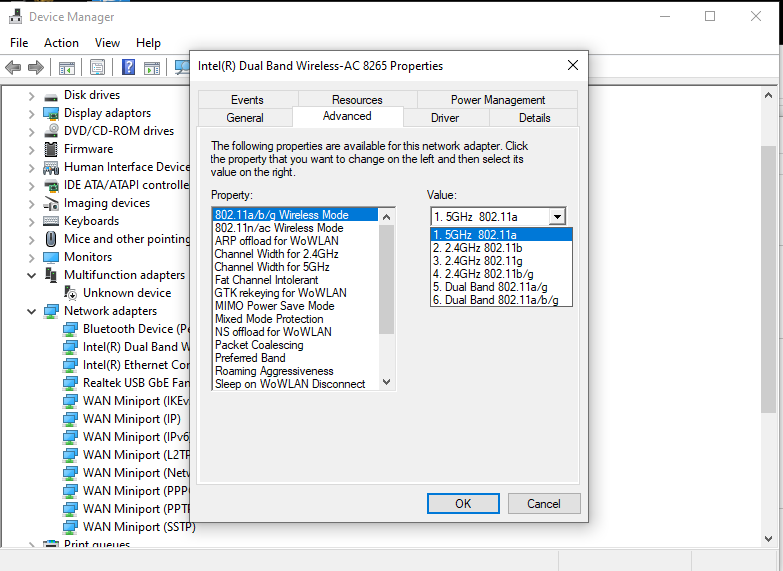 Device Manager
File Action View Help
Disk drives
Display adaptors
DVD/CD-ROM drives
Firmware
Human Interface Device
IDE ATA/ATAPI controlle
Imaging devices
Keyboards
Mice and other pointing
Monitors
Multifunction adapters
Unknown device
Network adapters
Bluetooth Device (Pe
Intel(R) Dual Band W
Intel(R) Ethernet Cor
Realtek USB GbE Fan
WAN Miniport (IKEv
WAN Miniport (IP)
WAN Miniport (IPv6
WAN Miniport (L2TP
WAN Miniport (Netw
WAN Miniport (PPPo
WAN Miniport (PPTP
WAN Miniport (SSTP)
Print queues
Intel(R) Dual Band Wireless-AC 8265 Properties
Events Resources Power Management
General Advanced Driver Details
The following properties are available for this network adapter. Click
the property that you want to change on the left and then select its
value on the right.
Property:
802.11a/b/g Wireless Mode
802.11n/ac Wireless Mode
ARP offload for WoWLAN
Channel Width for 2.4GHz
Channel Width for 5GHz
Fat Channel Intolerant
GTK rekeying for WoWLAN
MIMO Power Save Mode
Mixed Mode Protection
NS offload for WoWLAN
Packet Coalescing
Preferred Band
Roaming Aggressiveness
Sleep on WoWLAN Disconnect
Value:
1. 5GHz 802.11a
1. 5GHz 802.11a
2. 2.4GHz 802.11b
3. 2.4GHz 802.11g
4. 2.4GHz 802.11b/g
5. Dual Band 802.11a/g
6. Dual Band 802.11a/b/g
OK Cancel